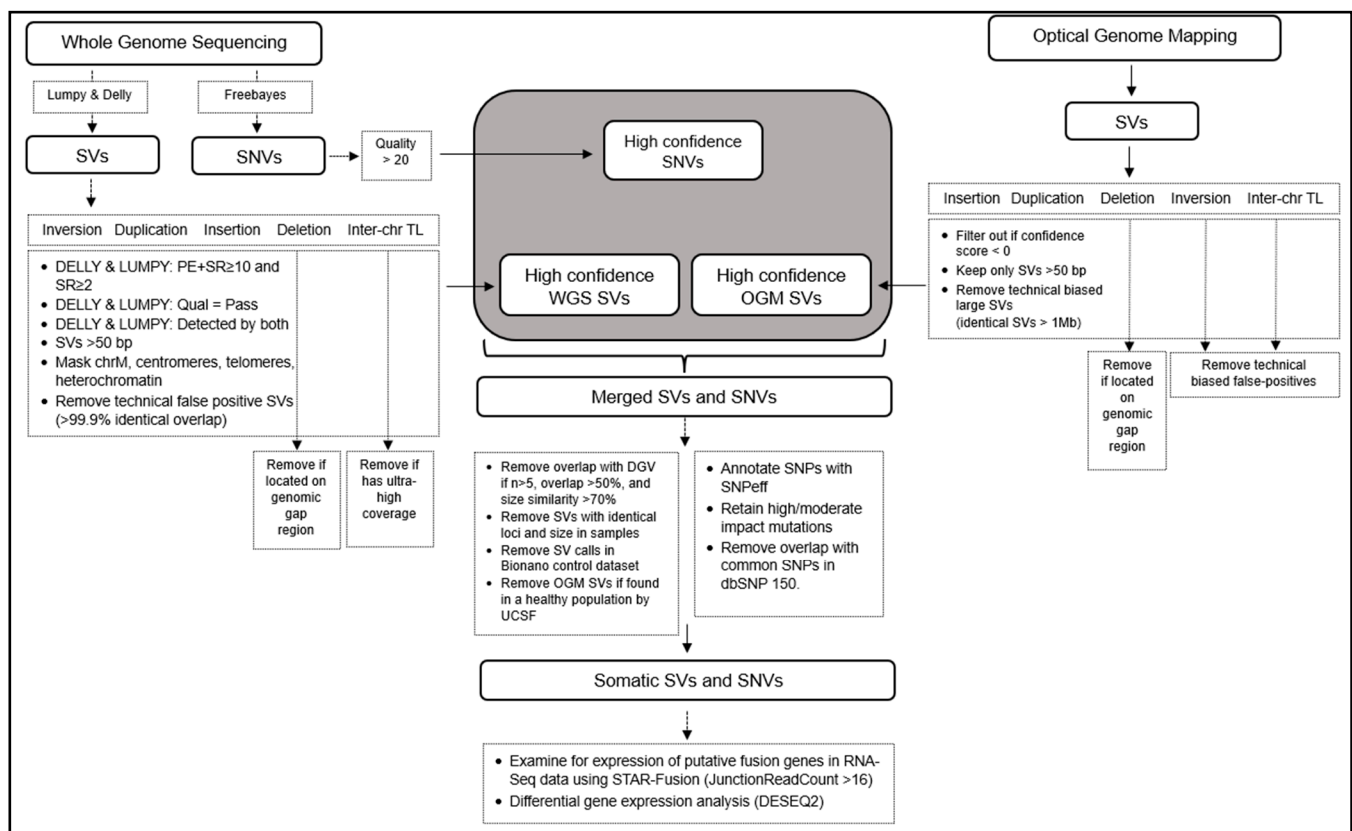 Whole Genome Sequencing
Lumpy & Delly
Freebayes
SVs
SNVs
Quality
> 20
Inversion Duplication Insertion Deletion Inter-chr TL
• DELLY & LUMPY: PE+SR≥10 and
SR≥2
• DELLY & LUMPY: Qual = Pass
• DELLY & LUMPY: Detected by both
• SVs >50 bp
• Mask chrM, centromeres, telomeres,
heterochromatin
• Remove technical false positive SVs
(>99.9% identical overlap)
Remove if
located on
genomic
gap
region
Remove if
has ultra-
high
coverage
High confidence
SNVs
High confidence
WGS SVs
High confidence
OGM SVs
Optical Genome Mapping
SVs
Insertion Duplication Deletion Inversion Inter-chr TL
• Filter out if confidence
score < 0
• Keep only SVs >50 bp
• Remove technical biased
large SVs
(identical SVs > 1Mb)
Remove
if located
on
genomic
gap
region
Remove technical
biased false-positives
Merged SVs and SNVs
• Remove overlap with DGV
if n>5, overlap >50%, and
size similarity >70%
• Remove SVs with identical
loci and size in samples
• Remove SV calls in
Bionano control dataset
• Remove OGM SVs if found
in a healthy population by
UCSF
• Annotate SNPs with
SNPeff
• Retain high/moderate
impact mutations
• Remove overlap with
common SNPs in
dbSNP 150.
Somatic SVs and SNVs
• Examine for expression of putative fusion genes in RNA-
Seq data using STAR-Fusion (JunctionReadCount >16)
• Differential gene expression analysis (DESEQ2)